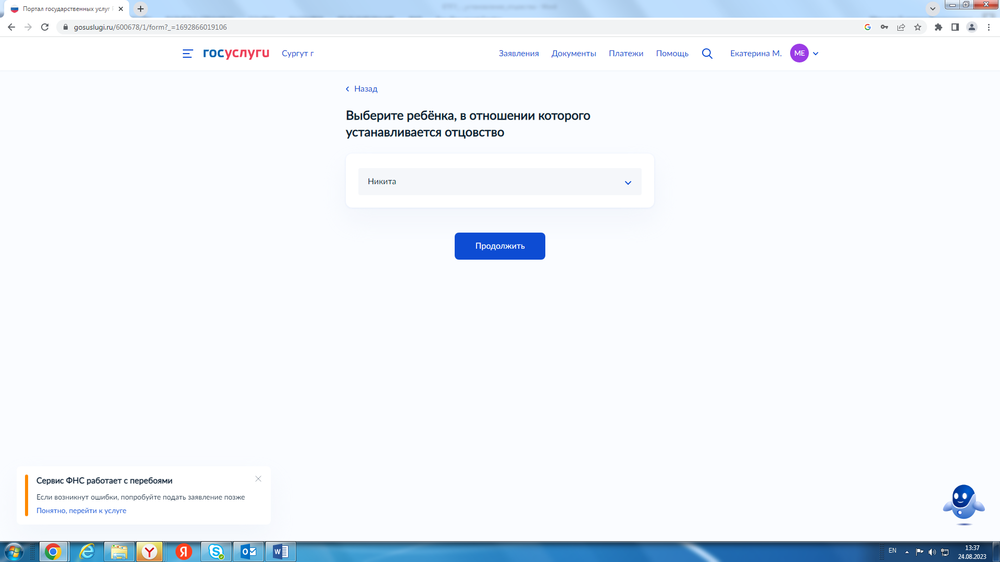 Портал государственных услуг
gosuslugi.ru/600678/1/form?_=1692866019106
госуслуги
Сургут г
Заявления
Документы
Платежи
Помощь
Екатерина М.
МЕ
Назад
Выберите ребёнка, в отношении которого
устанавливается отцовство
Никита
Продолжить
Сервис ФНС работает с перебоями
Если возникнут ошибки, попробуйте подать заявление позже
Понятно, перейти к услуге
EN
13:37
24.08.2023